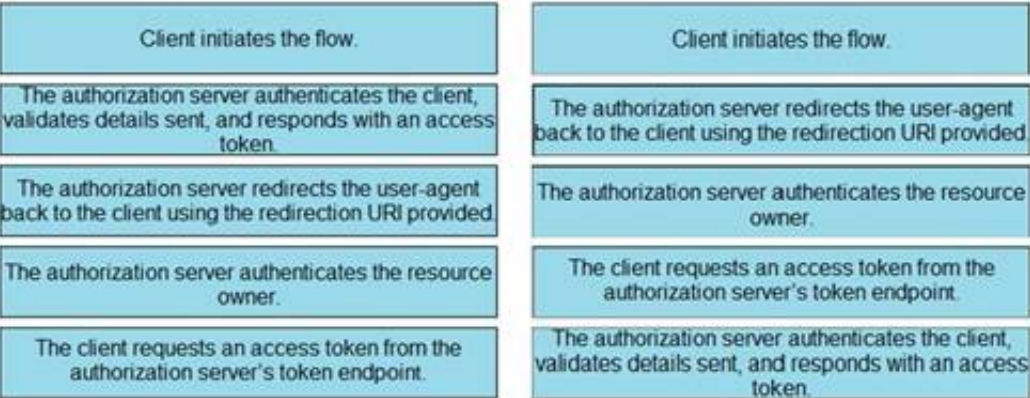 Client initiates the flow.
The authorization server authenticates the client,
validates details sent, and responds with an access
token.
The authorization server redirects the user-agent
back to the client using the redirection URI provided.
The authorization server authenticates the resource
owner.
The client requests an access token from the
authorization server's token endpoint.
Client initiates the flow.
The authorization server redirects the user-agent
back to the client using the redirection URI provided.
The authorization server authenticates the resource
owner.
The client requests an access token from the
authorization server's token endpoint.
The authorization server authenticates the client,
validates details sent, and responds with an access
token.